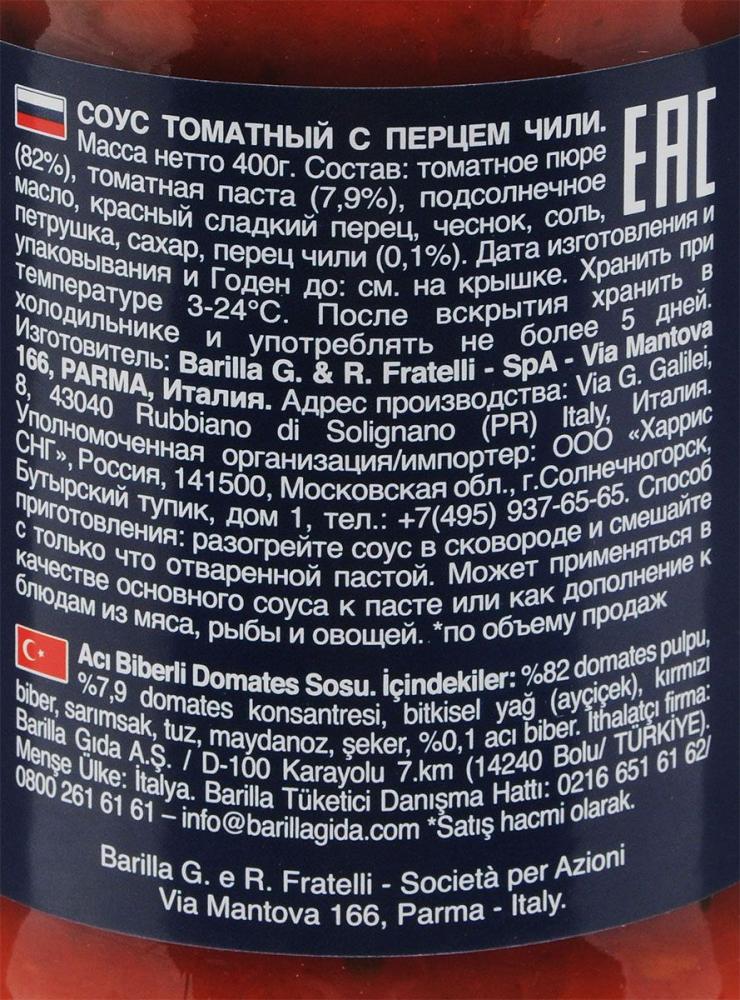 СОУС ТОМАТНЫЙ С ПЕРЦЕМ ЧИЛИ.
Масса нетто 400г. Состав: томатное пюре
(82%), томатная паста (7,9%), подсолнечное
масло, красный сладкий перец, чеснок, соль,
петрушка, сахар, перец чили (0,1%). Дата изготовления и
упаковывания и Годен до: см. на крышке. Хранить при
температуре 3-24°С. После вскрытия хранить в
холодильнике и употреблять не более 5 дней.
Изготовитель: Barilla G. & R. Fratelli - SpA - Via Mantova
166, PARMA, Италия. Адрес производства: Via G. Galilei,
8, 43040 Rubbiano di Solignano (PR) Italy, Италия.
Уполномоченная организация/импортер: ООО «Харрис
СНГ», Россия, 141500, Московская обл., г.Солнечногорск,
Бутырский тупик, дом 1, тел.: +7(495) 937-65-65. Способ
приготовления: разогрейте соус в сковороде и смешайте
с только что отваренной пастой. Может применяться в
качестве основного соуса к пасте или как дополнение к
блюдам из мяса, рыбы и овощей. *по объему продаж
EAC
Acı Biberli Domates Sosu. İçindekiler: %82 domates pulpu,
%7,9 domates konsantresi, bitkisel yağ (ayçiçek), kırmızı
biber, sarımsak, tuz, maydanoz, şeker, %0,1 acı biber. İthalatçı firma:
Barilla Gıda A.Ş. / D-100 Karayolu 7.km (14240 Bolu/ TÜRKİYE).
Menşe Ülke: İtalya. Barilla Tüketici Danışma Hattı: 0216 651 61 62/
0800 261 61 61 – info@barillagida.com *Satış hacmi olarak.
Barilla G. e R. Fratelli - Società per Azioni
Via Mantova 166, Parma - Italy.